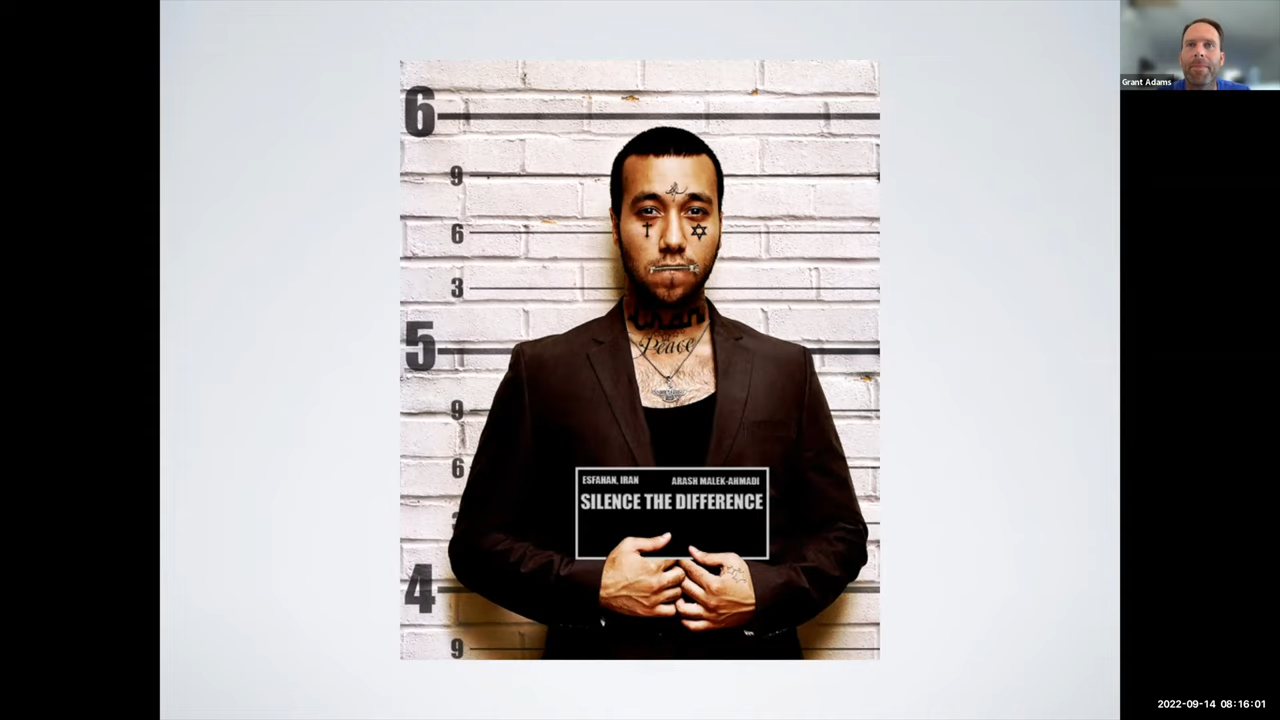 6
9
6
3
Peace
5
9
6
ESFAHAN, IRAN ARASH MALEK-AHMADI
SILENCE THE DIFFERENCE
4
9
Grant Adams
2022-09-14 08:16:01